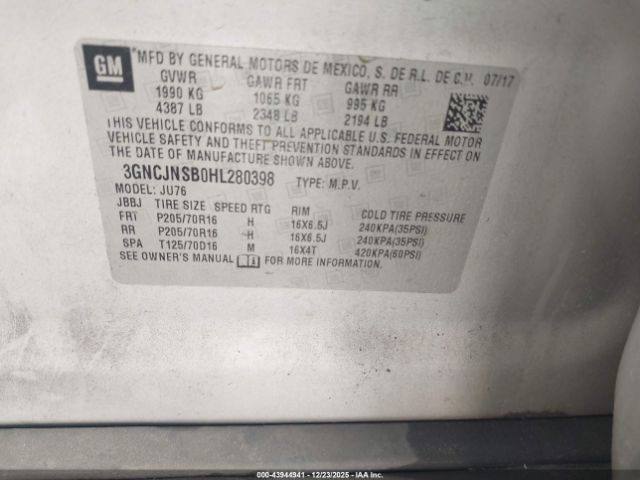 GM
*MFD BY GENERAL MOTORS DE MEXICO, S. DE R.L. DE C.V. 07/17
GVWR GAWR FRT GAWR RR
1990 KG 1065 KG 995 KG
4387 LB 2348 LB 2194 LB
THIS VEHICLE CONFORMS TO ALL APPLICABLE U.S. FEDERAL MOTOR
VEHICLE SAFETY AND THEFT PREVENTION STANDARDS IN EFFECT ON
THE DATE OF MANUFACTURE SHOWN ABOVE.
3GNCJNSB0HL280398 TYPE: M.P.V.
MODEL: JU76
JBBJ TIRE SIZE SPEED RTG RIM COLD TIRE PRESSURE
FRT P205/70R16 H 16X6.5J 240KPA(35PSI)
RR P205/70R16 H 16X6.5J 240KPA(35PSI)
SPA T125/70D16 M 16X4T 420KPA(60PSI)
SEE OWNER'S MANUAL FOR MORE INFORMATION.
000-43944941 - 12/23/2025 - IAAI.COM